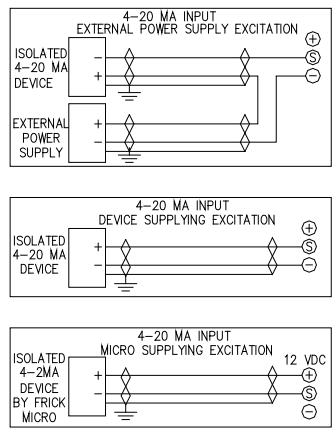 4-20 MA INPUT
EXTERNAL POWER SUPPLY EXCITATION
ISOLATED
4-20 MA
DEVICE
-
+
+
S
-
EXTERNAL
POWER
SUPPLY
+
-
4-20 MA INPUT
DEVICE SUPPLYING EXCITATION
ISOLATED
4-20 MA
DEVICE
+
-
+
S
-
4-20 MA INPUT
MICRO SUPPLYING EXCITATION
12 VDC
ISOLATED
4-2MA
DEVICE
BY FRICK
MICRO
+
-
+
S
-